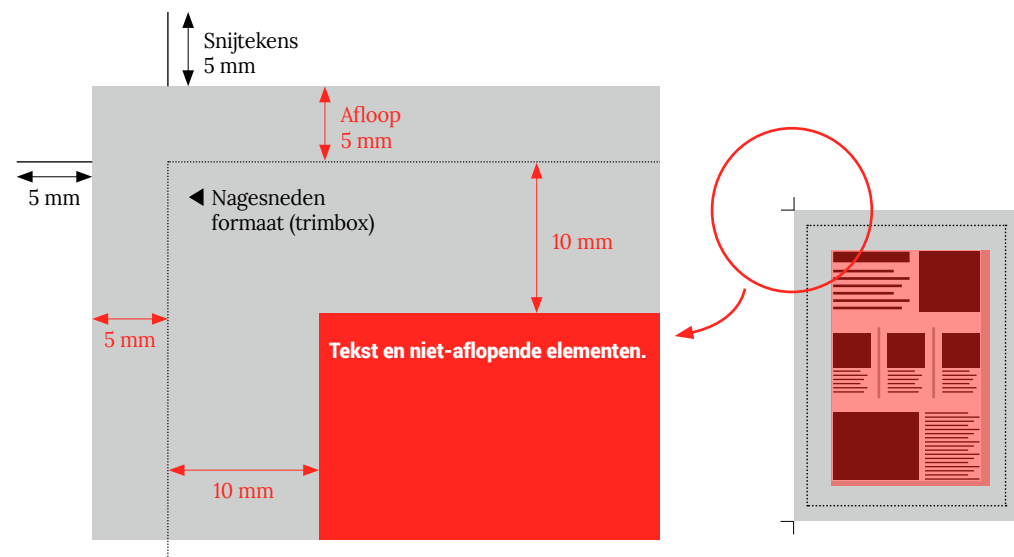 Snijtekens
5 mm
Afloop
5 mm
5 mm
Nagesneden
formaat (trimbox)
10 mm
5 mm
Tekst en niet-aflopende elementen.
10 mm